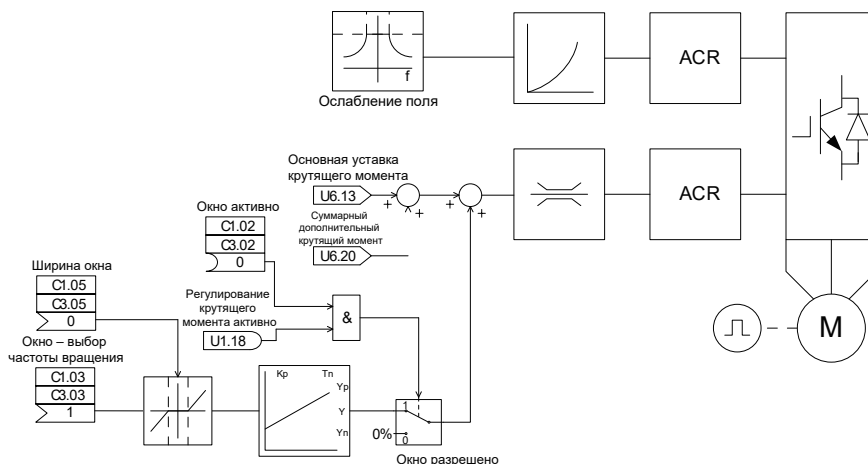 f
Ослабление поля
ACR
Основная уставка
крутящего момента
U6.13
+
+
+
+
ACR
Суммарный
дополнительный
крутящий момент
U6.20
Окно активно
C1.02
C3.02
0
Ширина окна
C1.05
C3.05
0
Регулирование
крутящего
момента активно
U1.18
&
M
Окно – выбор
частоты вращения
C1.03
C3.03
1
Kp
Tn
Yp
Y
Yn
1
0%
0
Окно разрешено